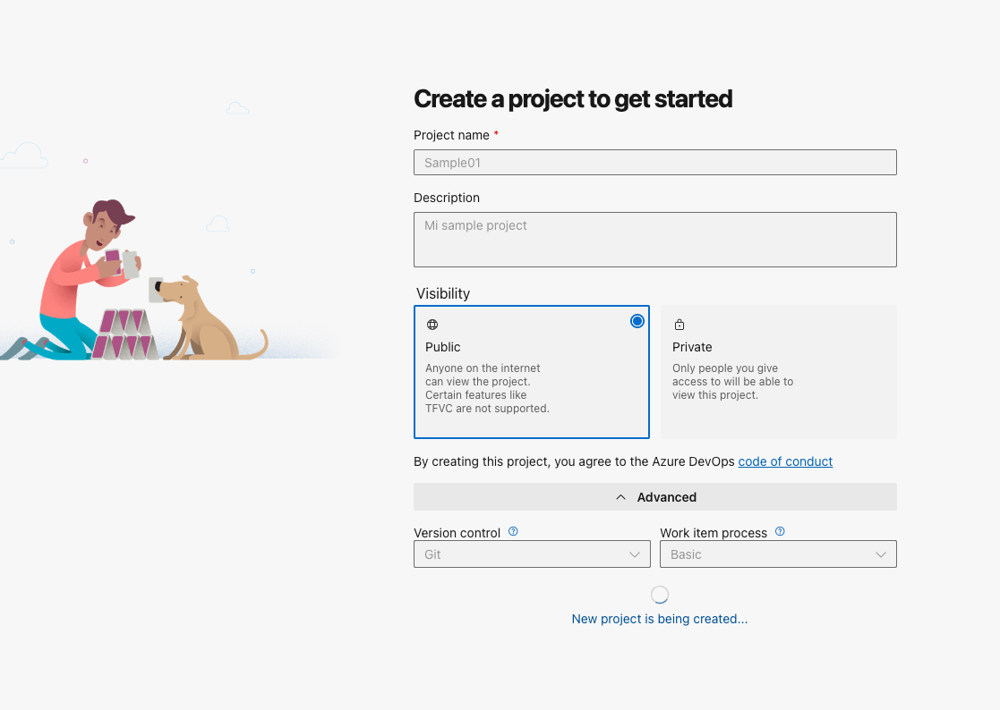 Create a project to get started
Project name *
Sample01
Description
Mi sample project
Visibility
Public
Anyone on the internet
can view the project.
Certain features like
TFVC are not supported.
Private
Only people you give
access to will be able to
view this project.
By creating this project, you agree to the Azure DevOps code of conduct
Advanced
Version control ?
Git
Work item process ?
Basic
New project is being created...